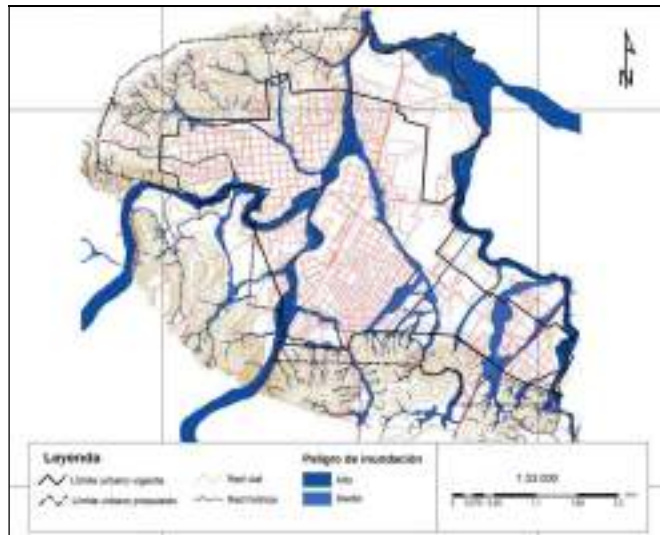 N
Leyenda
Límite urbano vigente
Límite urbano propuesto
Red vial
Red hídrica
Peligro de inundación
Alto
Medio
1:33.000